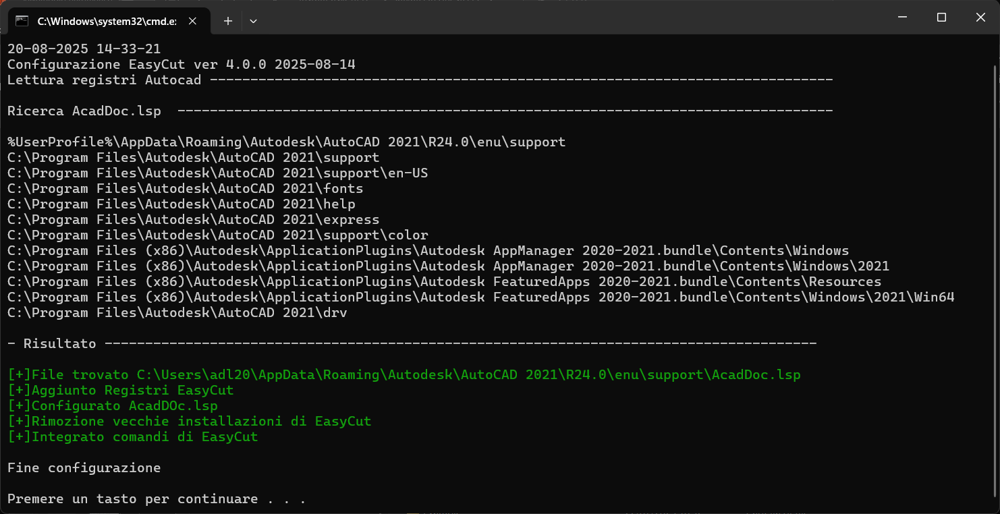 C:\Windows\system32\cmd.e
20-08-2025 14-33-21
Configurazione EasyCut ver 4.0.0 2025-08-14
Lettura registri Autocad -----------------------------------------------------------------------------
Ricerca AcadDoc.lsp  ---------------------------------------------------------------------------------
%UserProfile%\AppData\Roaming\Autodesk\AutoCAD 2021\R24.0\enu\support
C:\Program Files\Autodesk\AutoCAD 2021\support
C:\Program Files\Autodesk\AutoCAD 2021\support\en-US
C:\Program Files\Autodesk\AutoCAD 2021\fonts
C:\Program Files\Autodesk\AutoCAD 2021\help
C:\Program Files\Autodesk\AutoCAD 2021\express
C:\Program Files\Autodesk\AutoCAD 2021\support\color
C:\Program Files (x86)\Autodesk\ApplicationPlugins\Autodesk AppManager 2020-2021.bundle\Contents\Windows
C:\Program Files (x86)\Autodesk\ApplicationPlugins\Autodesk AppManager 2020-2021.bundle\Contents\Windows\2021
C:\Program Files (x86)\Autodesk\ApplicationPlugins\Autodesk FeaturedApps 2020-2021.bundle\Contents\Resources
C:\Program Files (x86)\Autodesk\ApplicationPlugins\Autodesk FeaturedApps 2020-2021.bundle\Contents\Windows\2021\Win64
C:\Program Files\Autodesk\AutoCAD 2021\drv
- Risultato ----------------------------------------------------------------------------------------
[+]File trovato C:\Users\adl20\AppData\Roaming\Autodesk\AutoCAD 2021\R24.0\enu\support\AcadDoc.lsp
[+]Aggiunto Registri EasyCut
[+]Configurato AcadDOc.lsp
[+]Rimozione vecchie installazioni di EasyCut
[+]Integrato comandi di EasyCut
Fine configurazione
Premere un tasto per continuare . . .